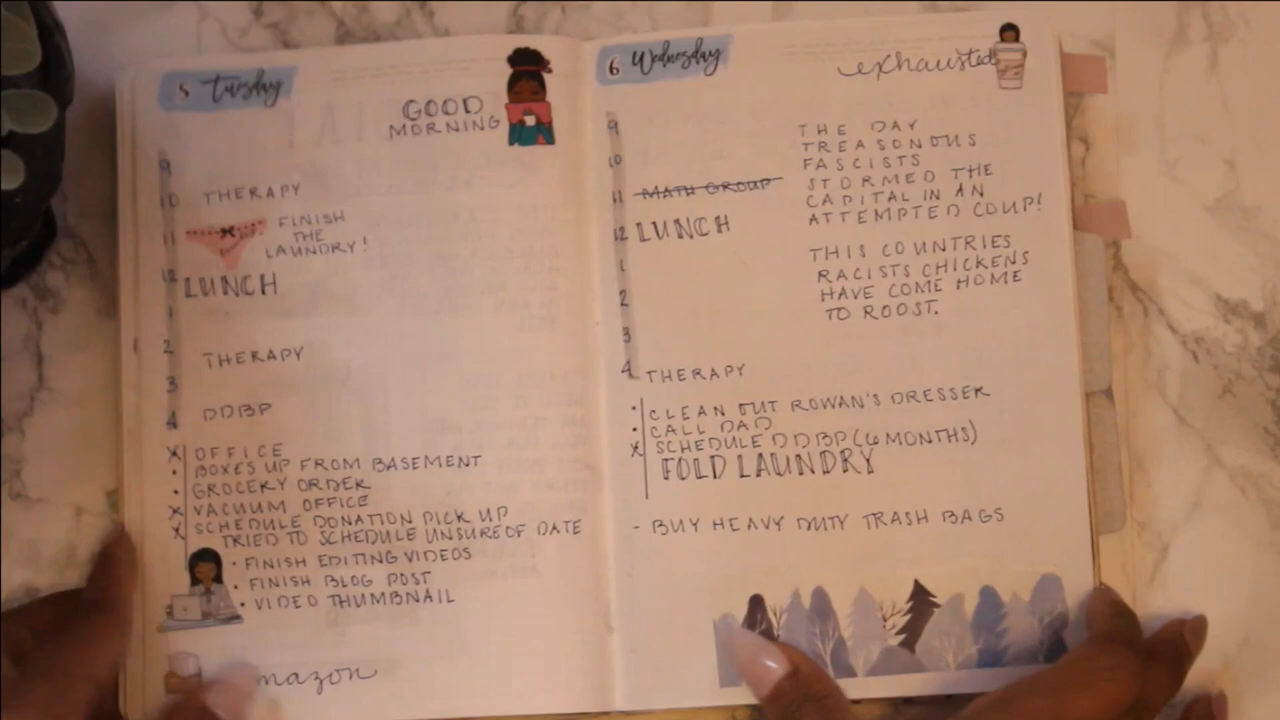 5 Tuesday
GOOD
MORNING
9
10 THERAPY
11 FINISH
THE
LAUNDRY!
12 LUNCH
1
2 THERAPY
3
4 DDBP
x OFFICE
• BOXES UP FROM BASEMENT
• GROCERY ORDER
x VACUUM OFFICE
x SCHEDULE DONATION PICK UP
TRIED TO SCHEDULE UNSURE OF DATE
• FINISH EDITING VIDEOS
• FINISH BLOG POST
• VIDEO THUMBNAIL
6 Wednesday
exhausted
9
10
11 MATH GROUP
12 LUNCH
1
2
3
4 THERAPY
THE DAY
TREASONOUS
FASCISTS
STORMED THE
CAPITAL IN AN
ATTEMPTED COUP!
THIS COUNTRIES
RACISTS CHICKENS
HAVE COME HOME
TO ROOST.
• CLEAN OUT ROWAN'S DRESSER
• CALL DAD
x SCHEDULE DDBP (6 MONTHS)
FOLD LAUNDRY
- BUY HEAVY DUTY TRASH BAGS